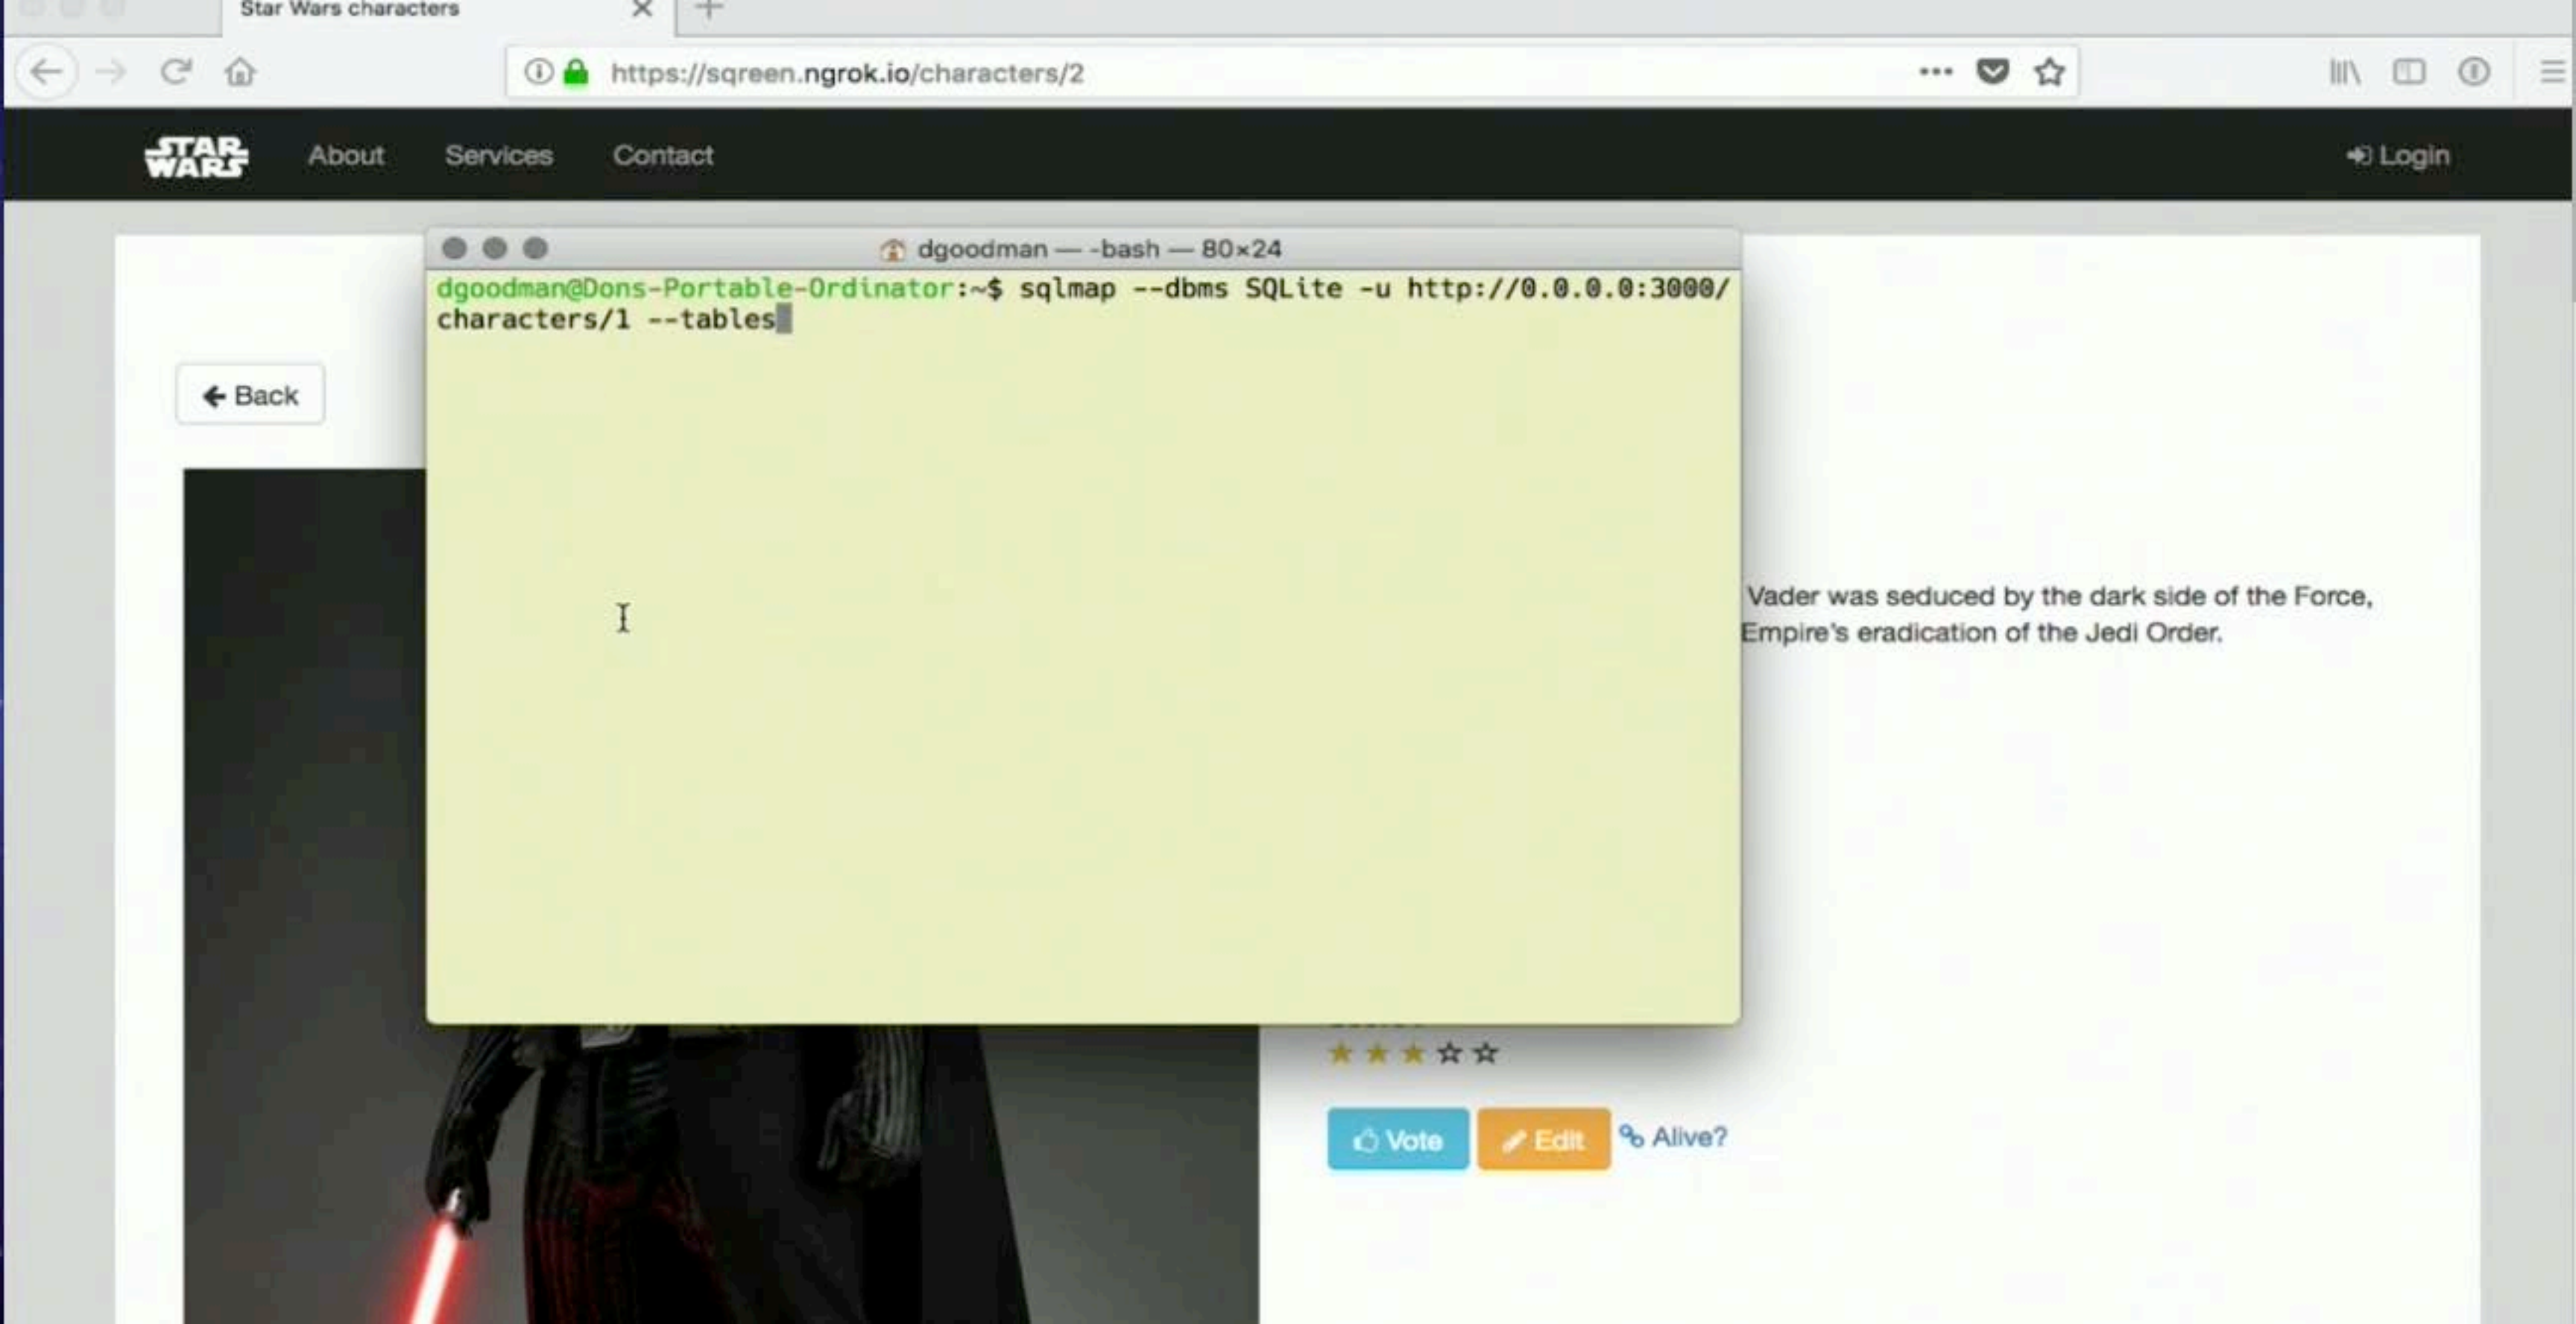 Star Wars characters
https://sqreen.ngrok.io/characters/2
STAR WARS About Services Contact Login
dgoodman — -bash — 80×24
dgoodman@Dons-Portable-Ordinator:~$ sqlmap --dbms SQLite -u http://0.0.0.0:3000/
characters/1 --tables
Back
Vader was seduced by the dark side of the Force,
Empire's eradication of the Jedi Order.
Vote Edit Alive?